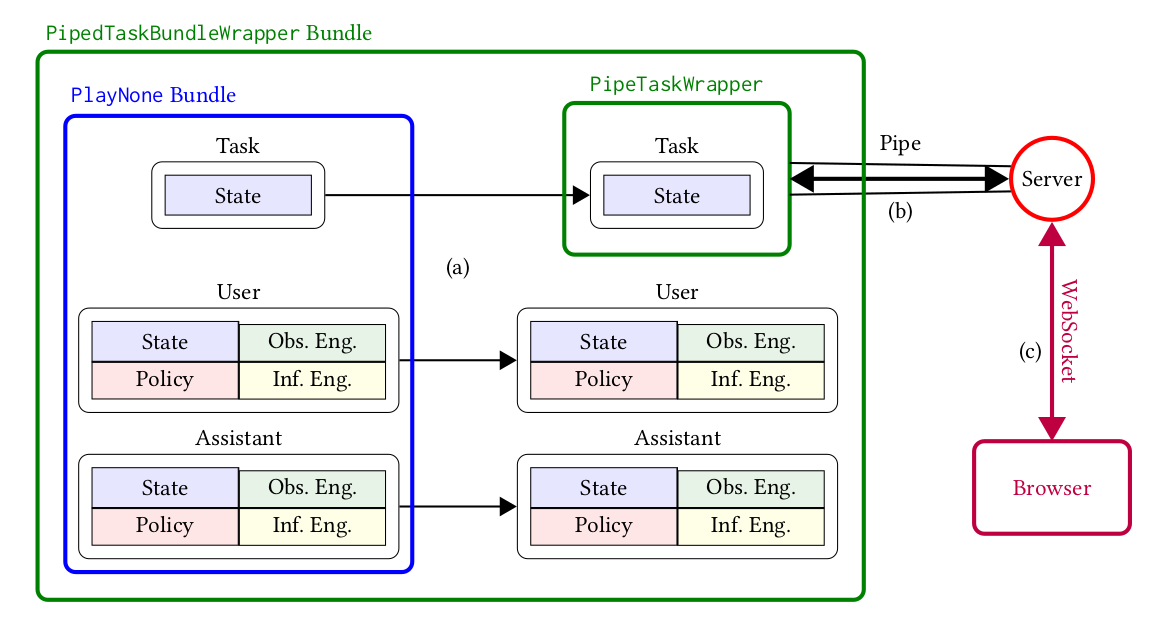 PipedTaskBundleWrapper Bundle
PlayNone Bundle
PipeTaskWrapper
Task
State
Task
State
Pipe
(b)
Server
(a)
User
State
Obs. Eng.
Policy
Inf. Eng.
User
State
Obs. Eng.
Policy
Inf. Eng.
WebSocket
(c)
Assistant
State
Obs. Eng.
Policy
Inf. Eng.
Assistant
State
Obs. Eng.
Policy
Inf. Eng.
Browser